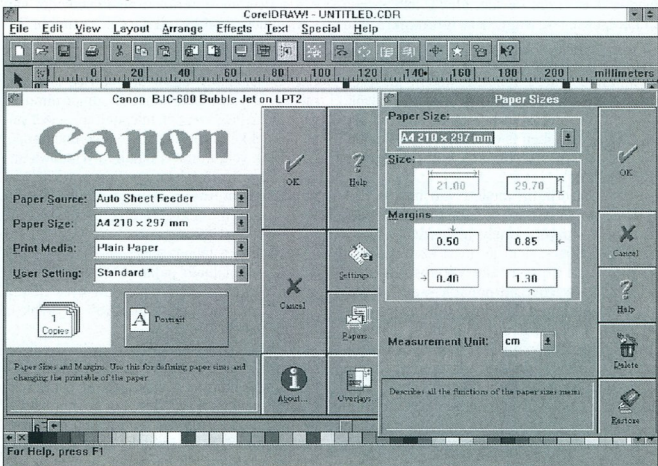 CorelDRAW! - UNTITLED.CDR
File Edit View Layout Arrange Effects Text Special Help
0 20 40 60 80 100 120 140 160 180 200 millimeters
Canon BJC-600 Bubble Jet on LPT2
Canon
Paper Source: Auto Sheet Feeder
Paper Size: A4 210 x 297 mm
Print Media: Plain Paper
User Setting: Standard *
1
Copies
A Portrait
Paper Sizes and Margins. Use this for defining paper sizes and
changing the printable of the paper
OK
Help
Settings...
Cancel
Papers...
About...
Overlays...
Paper Sizes
Paper Size:
A4 210 x 297 mm
Size:
21.00 29.70
Margins
0.50 0.85
0.40 1.30
Measurement Unit: cm
Describes all the functions of the paper sizes menu.
OK
Cancel
Help
Delete
Restore
For Help, press F1